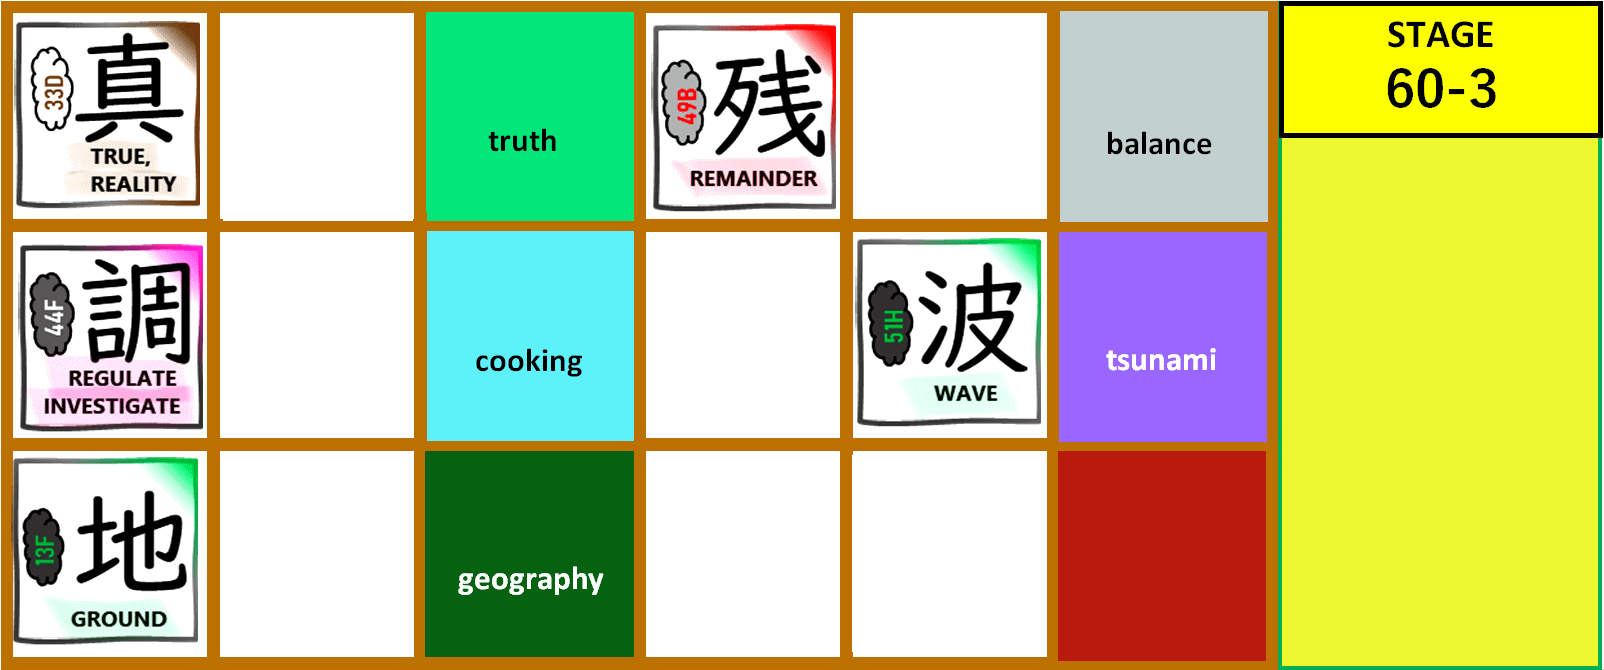 33D
真
TRUE,
REALITY
truth
49B
残
REMAINDER
balance
STAGE
60-3
44F
調
REGULATE
INVESTIGATE
cooking
51H
波
WAVE
tsunami
13F
地
GROUND
geography